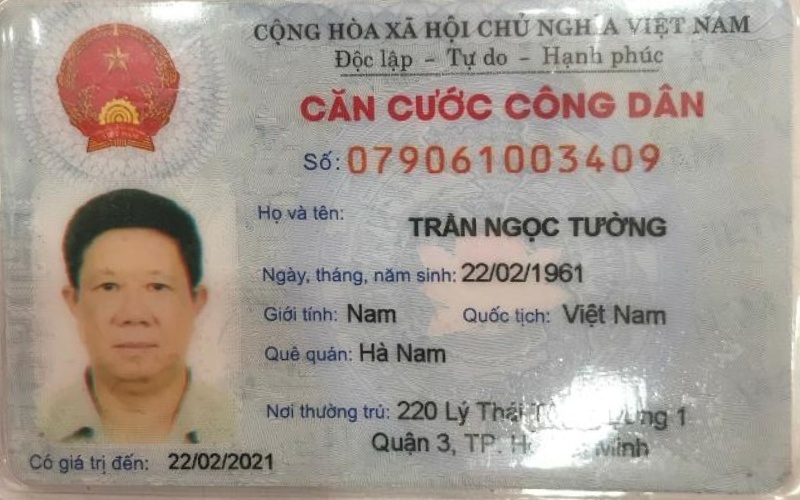 CỘNG HÒA XÃ HỘI CHỦ NGHĨA VIỆT NAM
Độc lập - Tự do - Hạnh phúc
CĂN CƯỚC CÔNG DÂN
Số: 079061003409
Họ và tên: TRẦN NGỌC TƯỜNG
Ngày, tháng, năm sinh: 22/02/1961
Giới tính: Nam Quốc tịch: Việt Nam
Quê quán: Hà Nam
Nơi thường trú: 220 Lý Thái 1
Quận 3, TP. Minh
Có giá trị đến: 22/02/2021